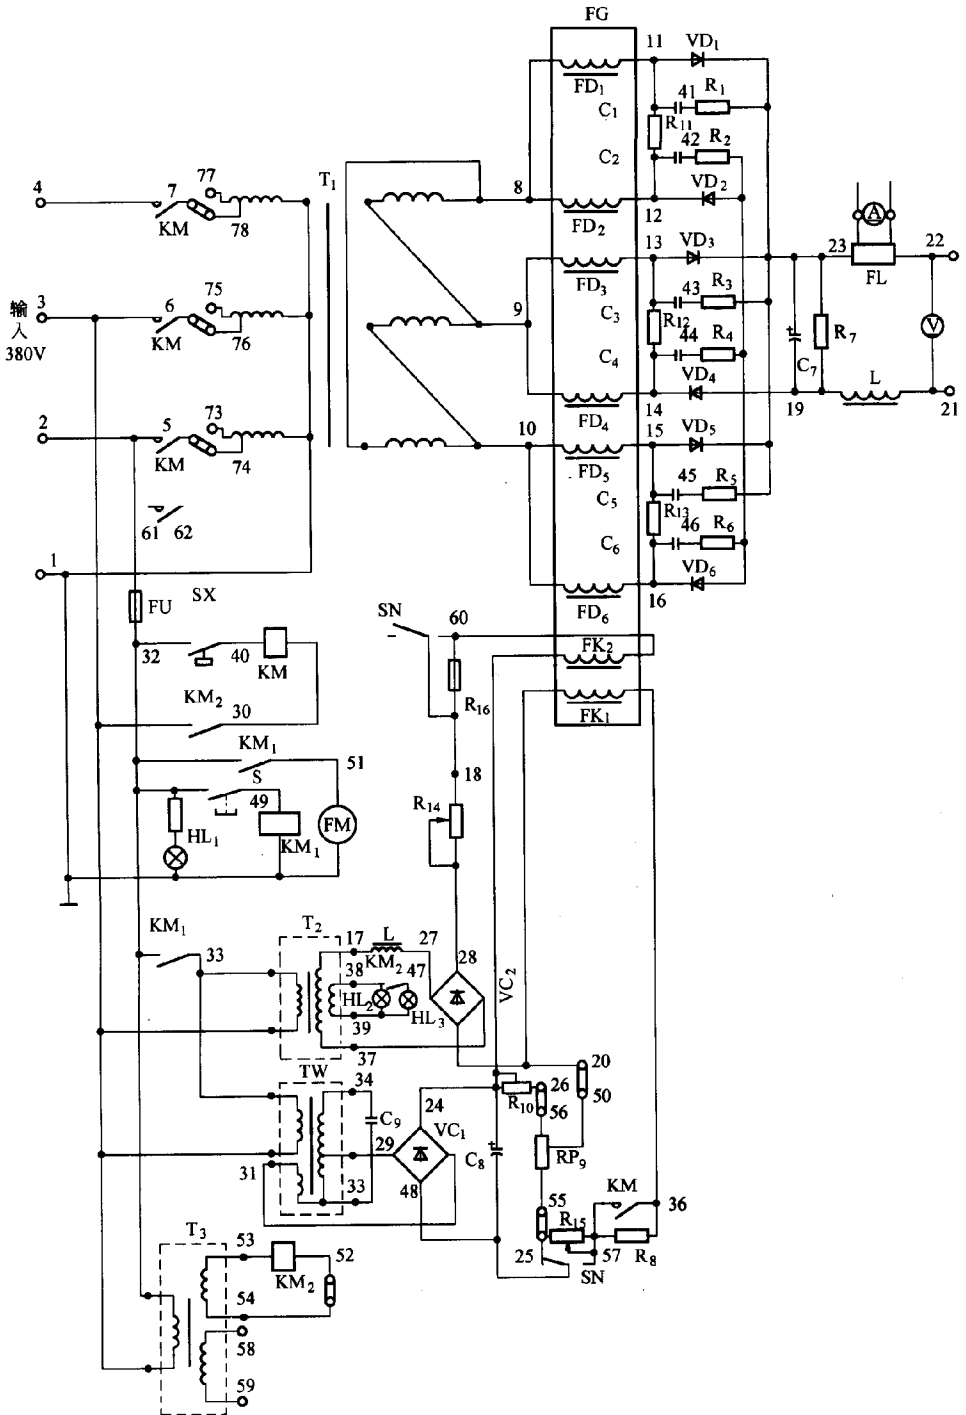 FG
11
VD₁
FD₁
41
R₁
C₁
R₁₁
42
R₂
C₂
77
T₁
4
7
8
VD₂
KM
78
FD₂
12
A
13
VD₃
23
22
FL
75
FD₃
输
入
380V
3
6
9
43
R₃
C₃
R₁₂
44
R₄
V
KM
76
C₄
R₇
C₇
VD₄
L
73
14
19
21
2
5
10
FD₄
15
VD₅
KM
74
FD₅
45
R₅
C₅
R₁₃
46
R₆
61
62
C₆
1
VD₆
16
FU
SX
SN
60
FD₆
32
40
KM
FK₂
KM₂
30
R₁₆
FK₁
KM₁
51
S
18
49
R₁₄
HL₁
KM₁
FM
KM₁
T₂
17
L
27
33
38
KM₂
47
28
VC₂
HL₂
HL₃
39
37
20
TW
34
24
26
50
R₁₀
56
C₉
VC₁
29
C₈
RP₉
31
33
48
KM
55
36
T₃
53
52
R₁₅
25
57
R₈
KM₂
SN
54
58
59